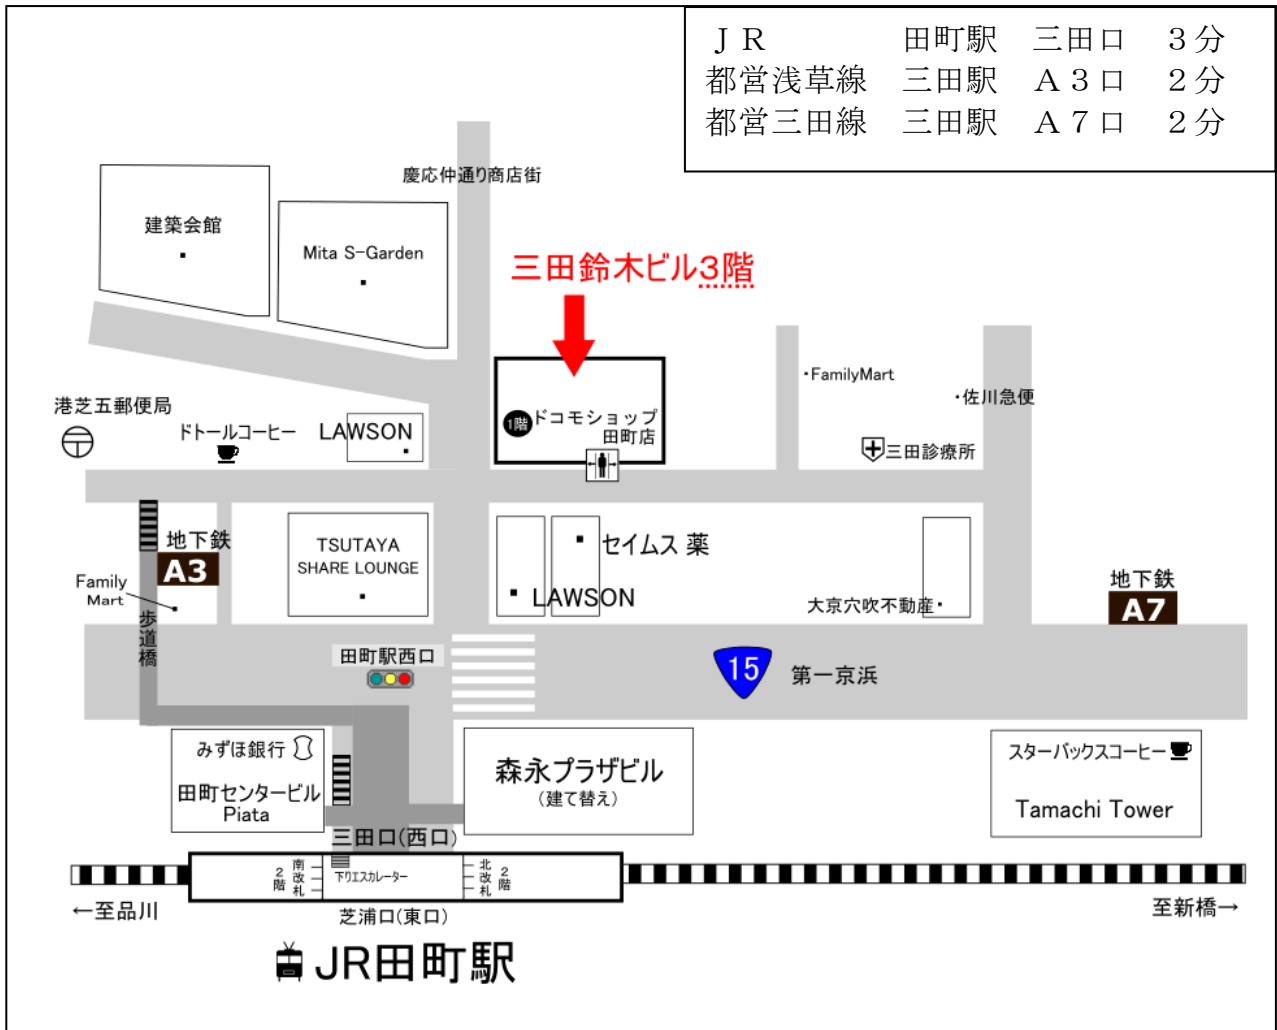 ＪＲ　田町駅　三田口　３分
都営浅草線　三田駅　Ａ３口　２分
都営三田線　三田駅　Ａ７口　２分
慶応仲通り商店街
建築会館
Mita S-Garden
三田鈴木ビル3階
FamilyMart
佐川急便
港芝五郵便局
ドトールコーヒー
LAWSON
1階
ドコモショップ
田町店
三田診療所
地下鉄
A3
TSUTAYA
SHARE LOUNGE
セイムス 薬
LAWSON
Family
Mart
大京穴吹不動産
地下鉄
A7
歩道橋
田町駅西口
15
第一京浜
みずほ銀行
田町センタービル
Piata
森永プラザビル
(建て替え)
スターバックスコーヒー
Tamachi Tower
三田口(西口)
2階
南改札
下りエスカレーター
北改札
2階
←至品川
芝浦口(東口)
至新橋→
JR田町駅